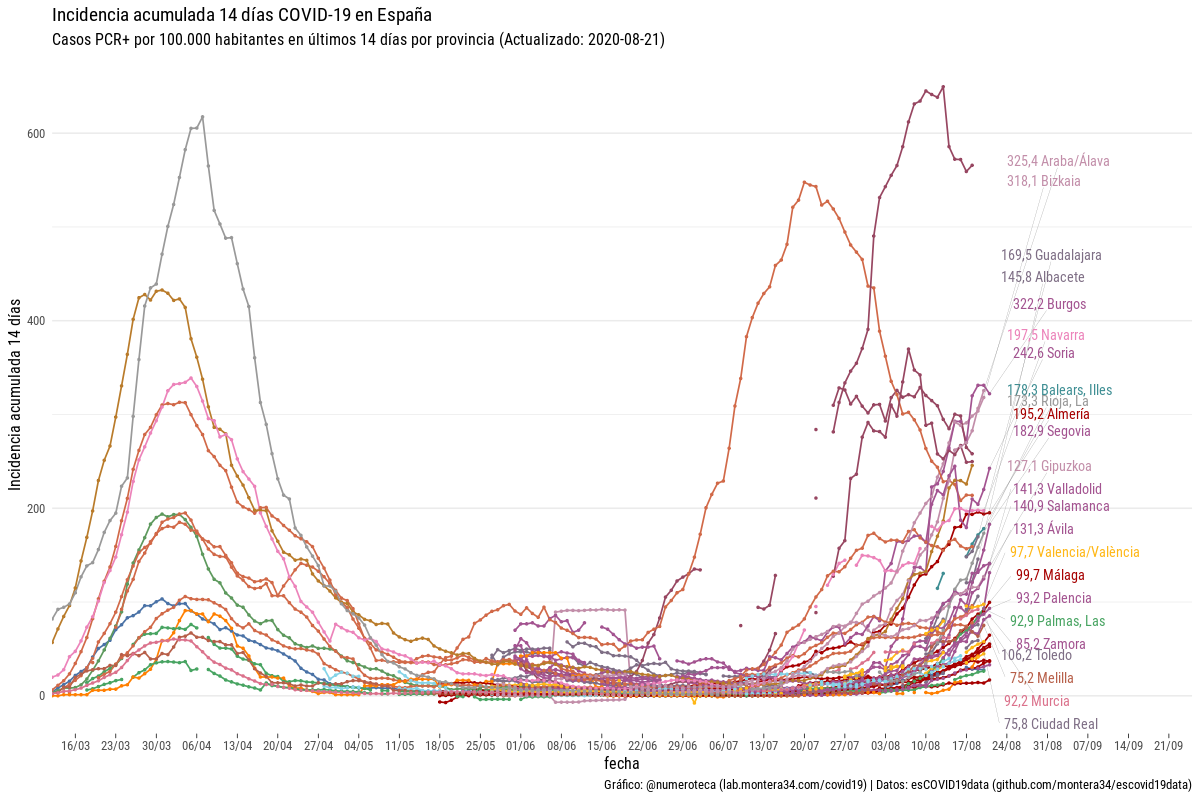 Incidencia acumulada 14 días COVID-19 en España
Casos PCR+ por 100.000 habitantes en últimos 14 días por provincia (Actualizado: 2020-08-21)
Incidencia acumulada 14 días
600
400
200
0
325,4 Araba/Álava
318,1 Bizkaia
169,5 Guadalajara
145,8 Albacete
322,2 Burgos
197,5 Navarra
242,6 Soria
178,3 Balears, Illes
173,3 Rioja, La
195,2 Almería
182,9 Segovia
127,1 Gipuzkoa
141,3 Valladolid
140,9 Salamanca
131,3 Ávila
97,7 Valencia/València
99,7 Málaga
93,2 Palencia
92,9 Palmas, Las
85,2 Zamora
106,2 Toledo
75,2 Melilla
92,2 Murcia
75,8 Ciudad Real
16/03 23/03 30/03 6/04 13/04 20/04 27/04 04/05 11/05 18/05 25/05 01/06 08/06 15/06 22/06 29/06 06/07 13/07 20/07 27/07 03/08 10/08 17/08 24/08 31/08 07/09 14/09 21/09
fecha
Gráfico: @numeroteca (lab.montera34.com/covid19) | Datos: esCOVID19data (github.com/montera34/escovid19data)